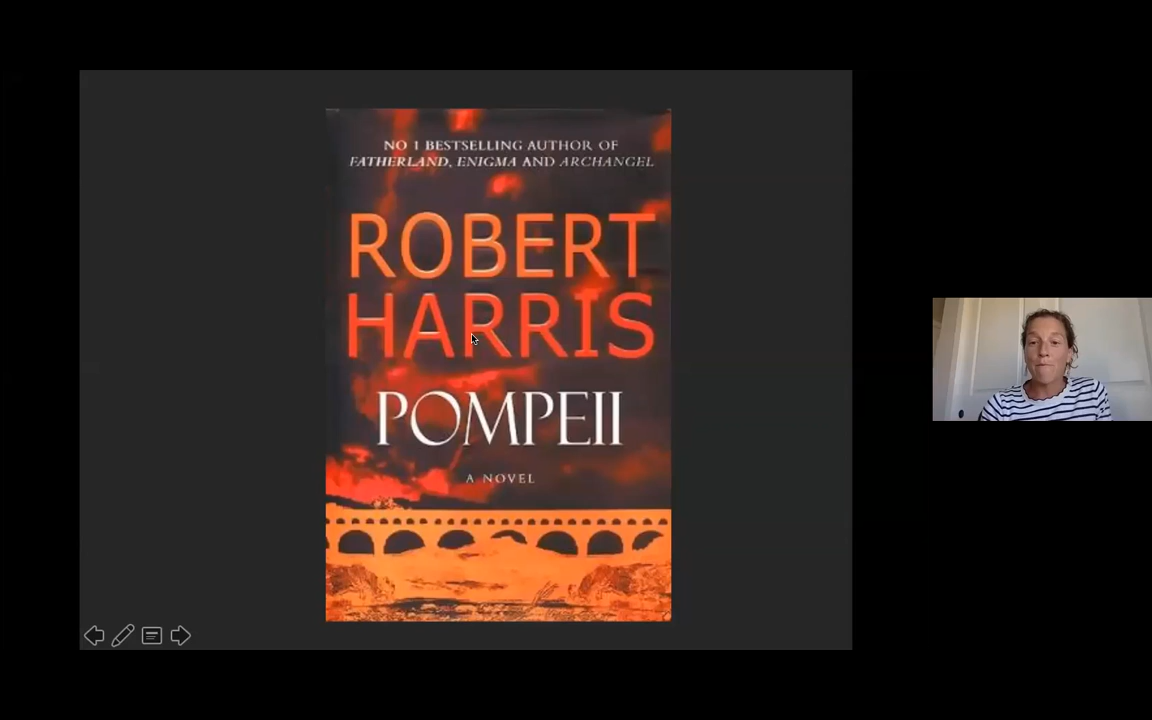 NO 1 BESTSELLING AUTHOR OF
FATHERLAND, ENIGMA AND ARCHANGEL
ROBERT
HARRIS
POMPEII
A NOVEL